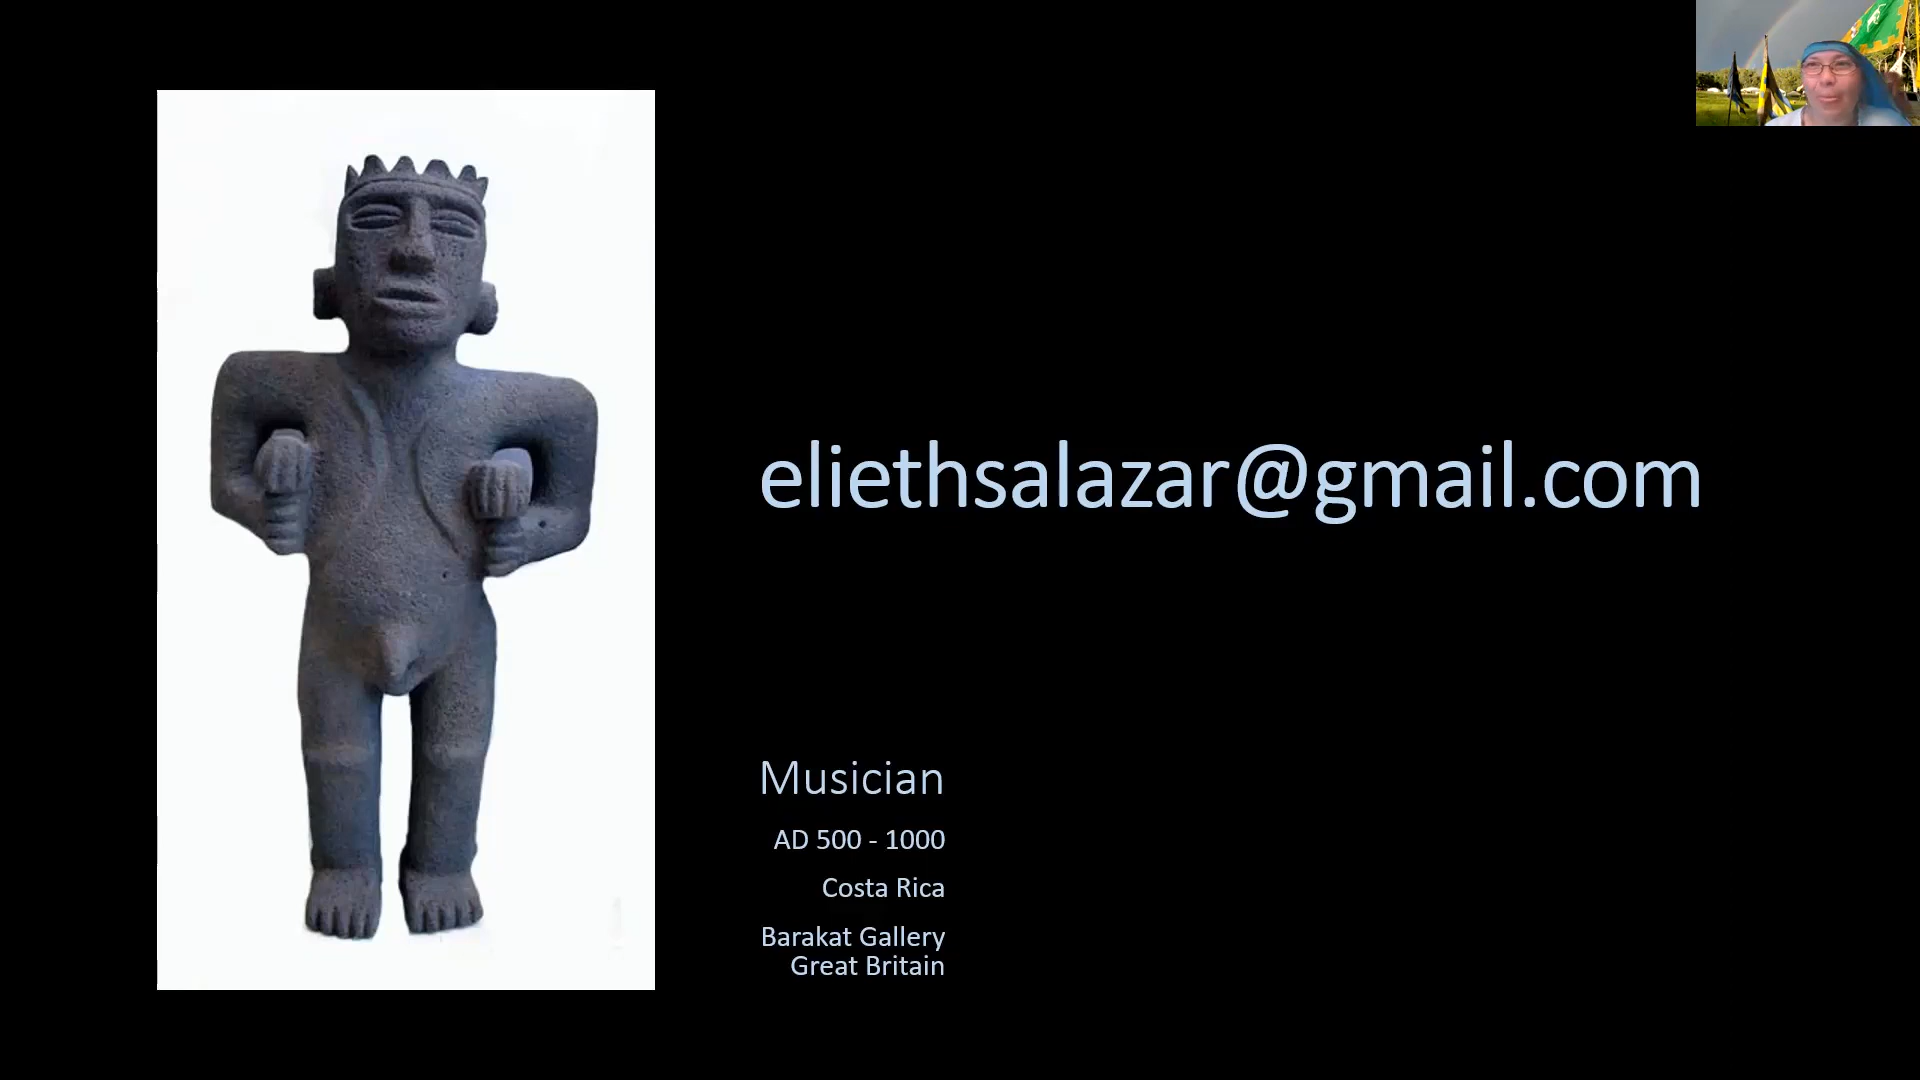 eliethsalazar@gmail.com
Musician
AD 500 - 1000
Costa Rica
Barakat Gallery
Great Britain